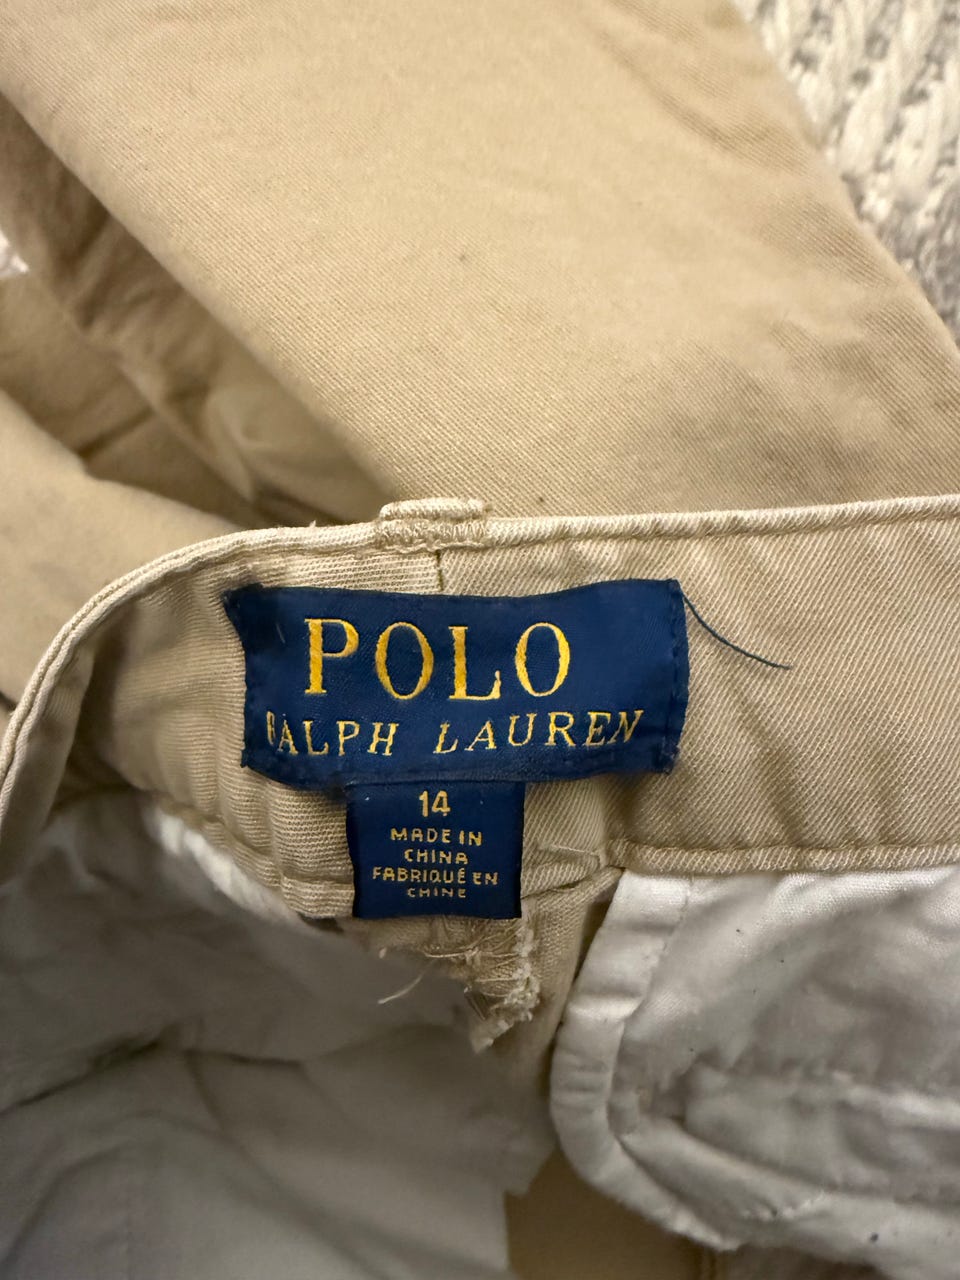 POLO
RALPH LAUREN
14
MADE IN
CHINA
FABRIQUÉ EN
CHINE